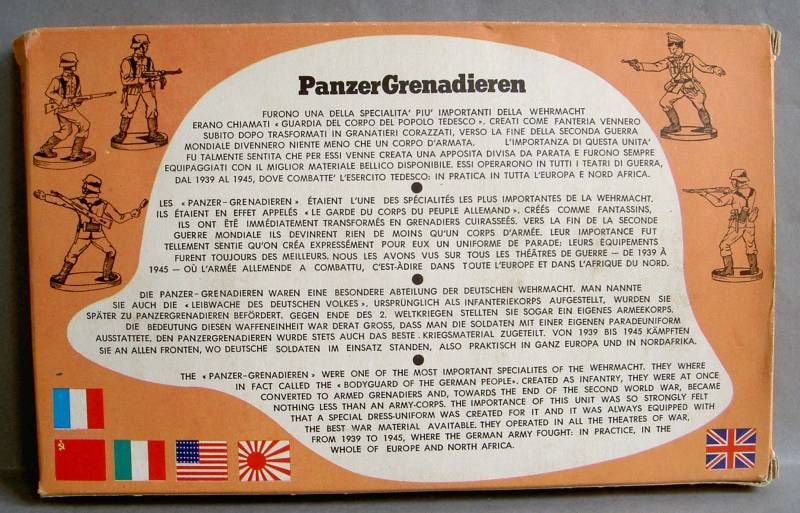 PanzerGrenadieren
FURONO UNA DELLA SPECIALITA' PIU' IMPORTANTI DELLA WEHRMACHT
ERANO CHIAMATI « GUARDIA DEL CORPO DEL POPOLO TEDESCO ». CREATI COME FANTERIA VENNERO
SUBITO DOPO TRASFORMATI IN GRANATIERI CORAZZATI, VERSO LA FINE DELLA SECONDA GUERRA
MONDIALE DIVENNERO NIENTE MENO CHE UN CORPO D'ARMATA. L'IMPORTANZA DI QUESTA UNITA'
FU TALMENTE SENTITA CHE PER ESSI VENNE CREATA UNA APPOSITA DIVISA DA PARATA E FURONO SEMPRE
EQUIPAGGIATI CON IL MIGLIOR MATERIALE BELLICO DISPONIBILE. ESSI OPERARONO IN TUTTI I TEATRI DI GUERRA,
DAL 1939 AL 1945, DOVE COMBATTE' L'ESERCITO TEDESCO: IN PRATICA IN TUTTA L'EUROPA E NORD AFRICA.
LES « PANZER-GRENADIEREN » ÉTAIENT L'UNE DES SPÉCIALITÉS LES PLUS IMPORTANTES DE LA WEHRMACT.
ILS ÉTAIENT EN EFFET APPELÉS « LE GARDE DU CORPS DU PEUPLE ALLEMAND ». CRÉÉS COMME FANTASSINS,
ILS ONT ÉTÉ IMMÉDIATEMENT TRANSFORMÉS EN GRENADIERS CUIRASSÉES. VERS LA FIN DE LA SECONDE
GUERRE MONDIALE ILS DEVINRENT RIEN DE MOINS QU'UN CORPS D'ARMÉE. LEUR IMPORTANCE FUT
TELLEMENT SENTIE QU'ON CRÉA EXPRESSÉMENT POUR EUX UN UNIFORME DE PARADE: LEURS ÉQUIPEMENTS
FURENT TOUJOURS DES MEILLEURS. NOUS LES AVONS VUS SUR TOUS LES THÉÂTRES DE GUERRE — DE 1939 À
1945 — OÙ L'ARMÉE ALLEMANDE A COMBATTU, C'EST-ÀDIRE DANS TOUTE L'EUROPE ET DANS L'AFRIQUE DU NORD.
DIE PANZER-GRENADIEREN WAREN EINE BESONDERE ABTEILUNG DER DEUTSCHEN WEHRMACHT. MAN NANNTE
SIE AUCH DIE « LEIBWACHE DES DEUTSCHEN VOLKES », URSPRÜNGLICH ALS INFANTERIEKORPS AUFGESTELLT, WURDEN SIE
SPÄTER ZU PANZERGRENADIEREN BEFÖRDERT. GEGEN ENDE DES 2. WELTKRIEGEN STELLTEN SIE SOGAR EIN EIGENES ARMEEKORPS.
DIE BEDEUTUNG DIESEN WAFFENEINHEIT WAR DERAT GROSS, DASS MAN DIE SOLDATEN MIT EINER EIGENEN PARADEUNIFORM
AUSSTATTETE, DEN PANZERGRENADIEREN WURDE STETS AUCH DAS BESTE KRIEGSMATERIAL ZUGETEILT. VON 1939 BIS 1945 KÄMPFTEN
SIE AN ALLEN FRONTEN, WO DEUTSCHE SOLDATEN IM EINSATZ STANDEN, ALSO PRAKTISCH IN GANZ EUROPA UND IN NORDAFRIKA.
THE « PANZER-GRENADIEREN » WERE ONE OF THE MOST IMPORTANT SPECIALITES OF THE WEHRMACT. THEY WHERE
IN FACT CALLED THE « BODYGUARD OF THE GERMAN PEOPLE». CREATED AS INFANTRY, THEY WERE AT ONCE
CONVERTED TO ARMED GRENADIERS AND, TOWARDS THE END OF THE SECOND WORLD WAR, BECAME
NOTHING LESS THAN AN ARMY-CORPS. THE IMPORTANCE OF THIS UNIT WAS SO STRONGLY FELT
THAT A SPECIAL DRESS-UNIFORM WAS CREATED FOR IT AND IT WAS ALWAYS EQUIPPED WITH
THE BEST WAR MATERIAL AVAITABLE. THEY OPERATED IN ALL THE THEATRES OF WAR,
FROM 1939 TO 1945, WHERE THE GERMAN ARMY FOUGHT: IN PRACTICE, IN THE
WHOLE OF EUROPE AND NORTH AFRICA.